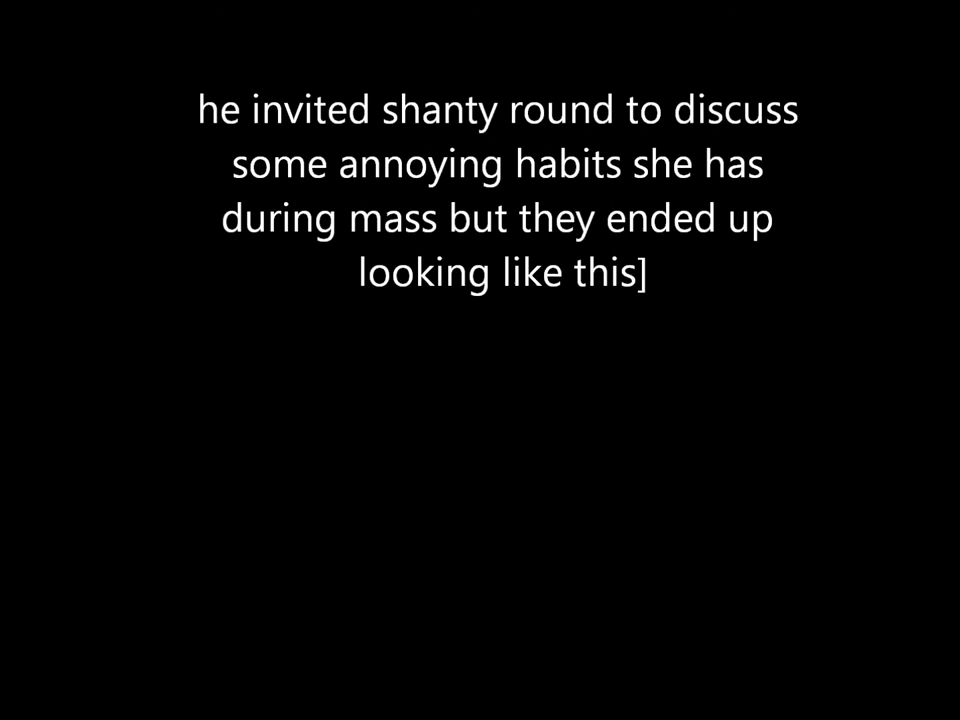 he invited shanty round to discuss
some annoying habits she has
during mass but they ended up
looking like this]